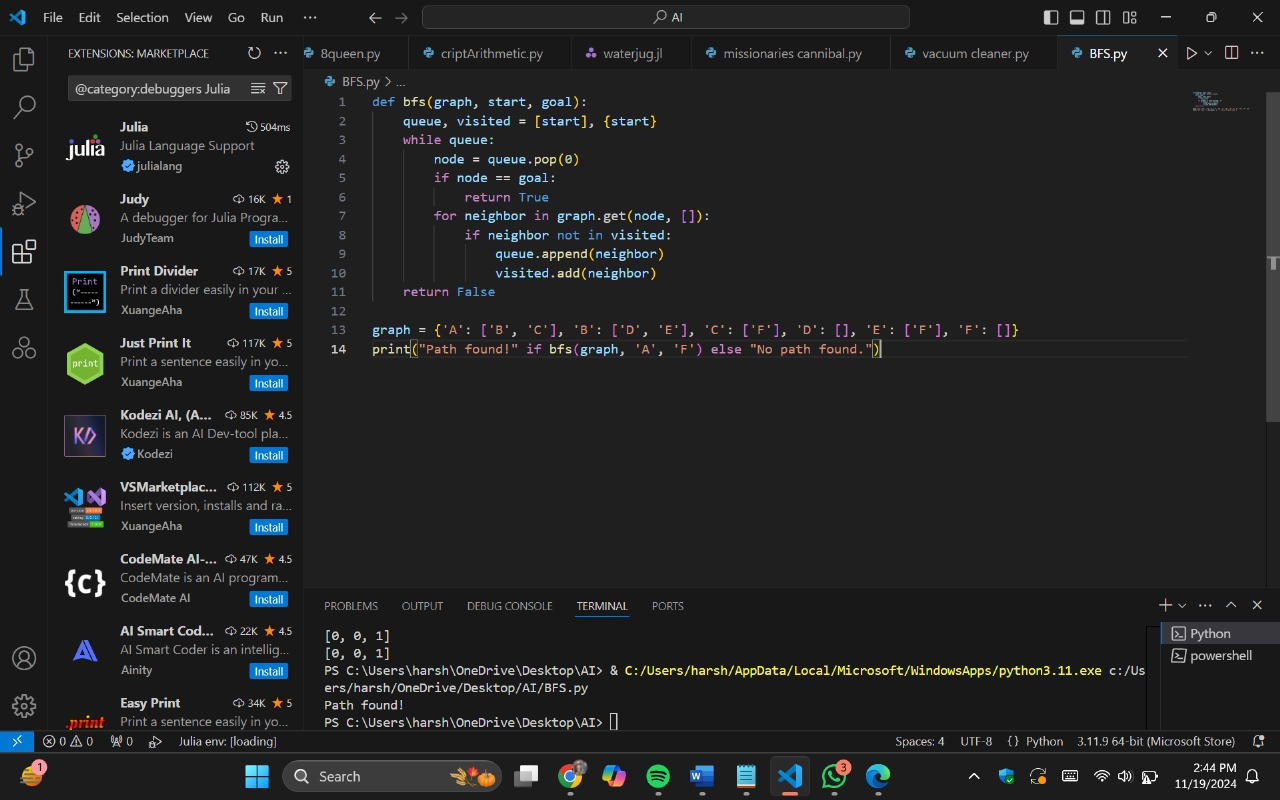 File Edit Selection View Go Run ··· AI
EXTENSIONS: MARKETPLACE
@category:debuggers Julia
Julia 504ms
Julia Language Support
julialang
julia
Judy 16K 1
A debugger for Julia Progra...
JudyTeam Install
Print Divider 17K 5
Print a divider easily in your ...
XuangeAha Install
Print
Just Print It 117K 5
Print a sentence easily in yo...
XuangeAha Install
print
Kodezi AI, (A... 85K 4.5
Kodezi is an AI Dev-tool pla...
Kodezi Install
VSMarketplac... 112K 5
Insert version, installs and ra...
XuangeAha Install
CodeMate AI-... 47K 4.5
CodeMate is an AI program...
CodeMate AI Install
{c}
AI Smart Cod... 22K 4.5
AI Smart Coder is an intellig...
Ainity Install
Easy Print 34K 5
Print a sentence easily in yo...
.print
8queen.py criptArithmetic.py waterjug.jl missionaries cannibal.py vacuum cleaner.py BFS.py
BFS.py > ...
1 def bfs(graph, start, goal):
2 queue, visited = [start], {start}
3 while queue:
4 node = queue.pop(0)
5 if node == goal:
6 return True
7 for neighbor in graph.get(node, []):
8 if neighbor not in visited:
9 queue.append(neighbor)
10 visited.add(neighbor)
11 return False
12
13 graph = {'A': ['B', 'C'], 'B': ['D', 'E'], 'C': ['F'], 'D': [], 'E': ['F'], 'F': []}
14 print("Path found!" if bfs(graph, 'A', 'F') else "No path found.")
PROBLEMS OUTPUT DEBUG CONSOLE TERMINAL PORTS
[0, 0, 1]
[0, 0, 1]
PS C:\Users\harsh\OneDrive\Desktop\AI> & C:/Users/harsh/AppData/Local/Microsoft/WindowsApps/python3.11.exe c:/Us
ers/harsh/OneDrive/Desktop/AI/BFS.py
Path found!
PS C:\Users\harsh\OneDrive\Desktop\AI>
Python
powershell
0 0 0 Julia env: [loading] Spaces: 4 UTF-8 {} Python 3.11.9 64-bit (Microsoft Store)
1 Search 3 2:44 PM
11/19/2024